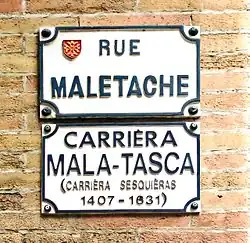 RUE
MALETACHE
CARRIÈRA
MALA-TASCA
(CARRIÈRA SESQUIÈRAS
1407-1631)